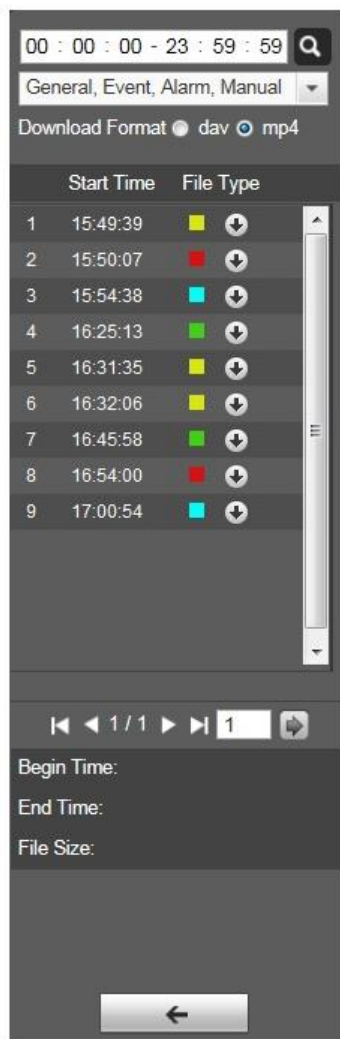 00 : 00 : 00 - 23 : 59 : 59
General, Event, Alarm, Manual
Download Format dav mp4
Start Time File Type
1 15:49:39
2 15:50:07
3 15:54:38
4 16:25:13
5 16:31:35
6 16:32:06
7 16:45:58
8 16:54:00
9 17:00:54
1 / 1 1
Begin Time:
End Time:
File Size: